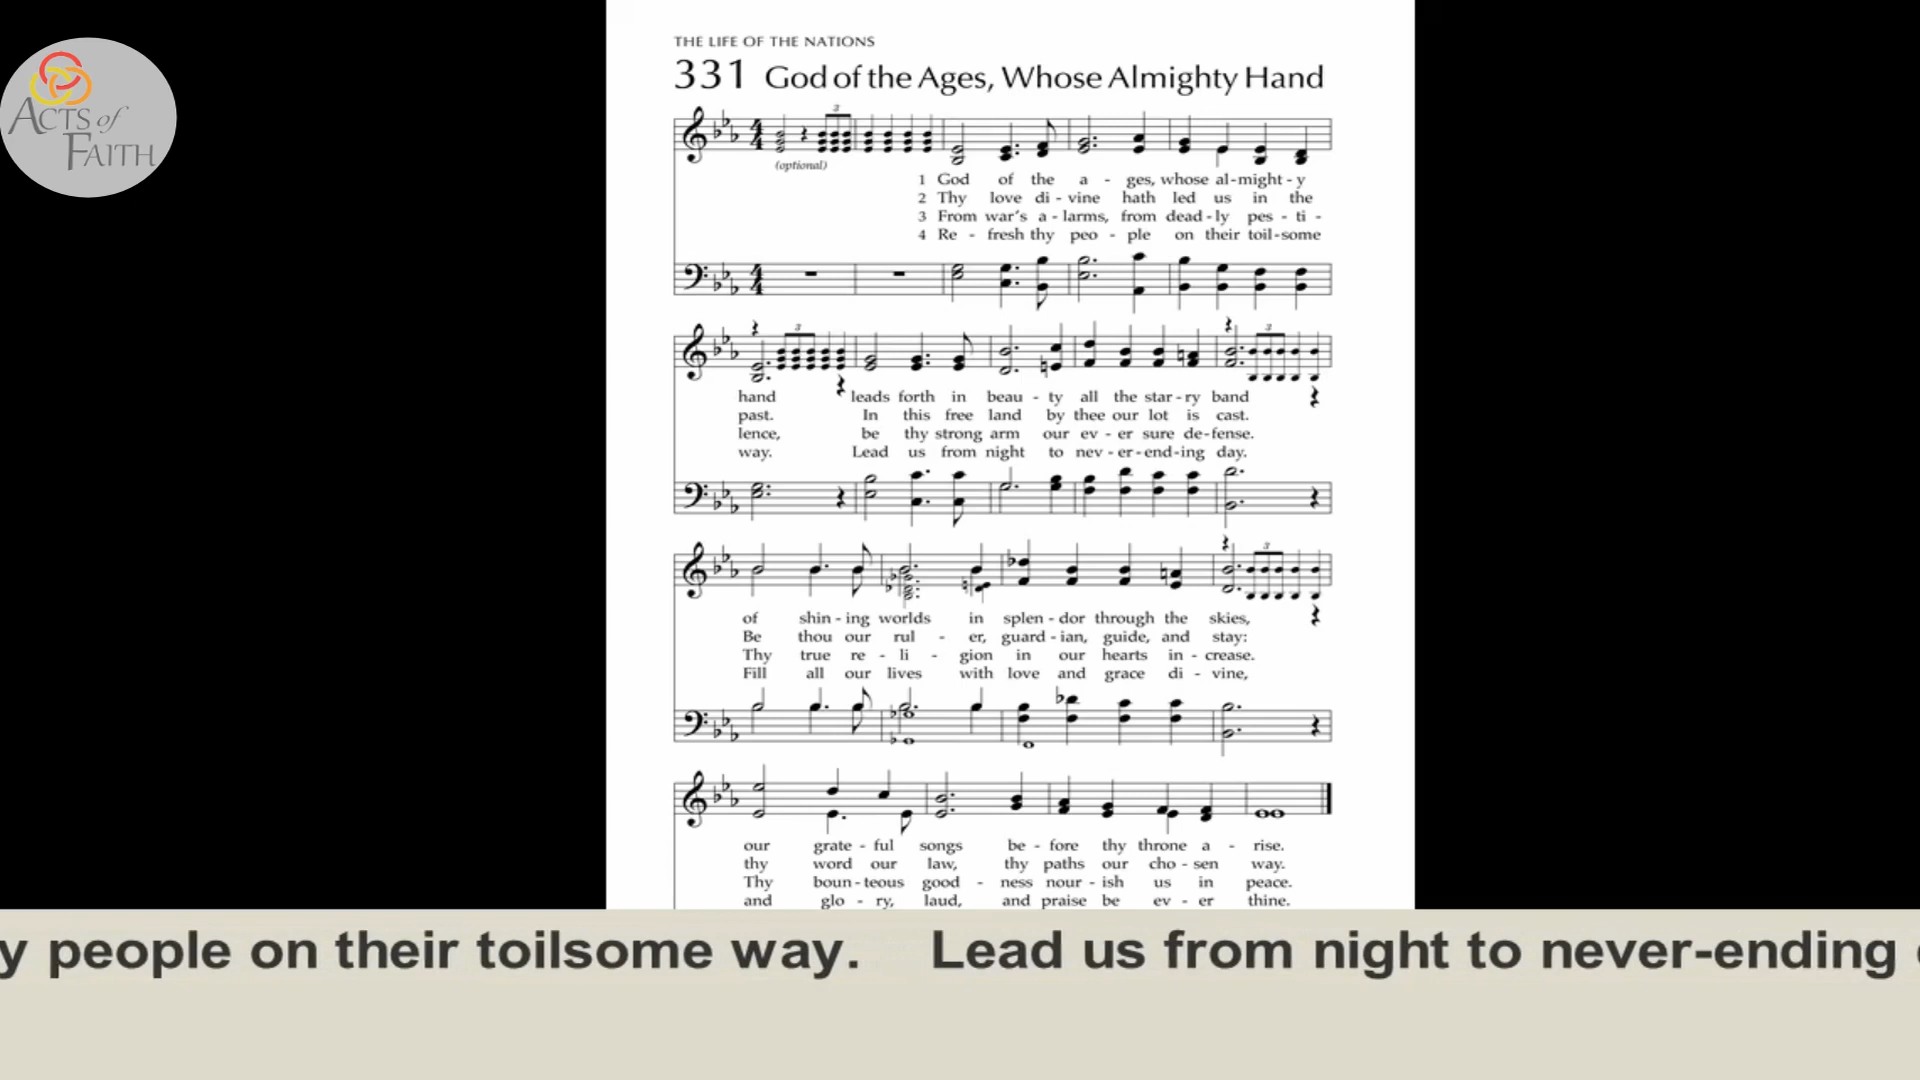 ACTS of
FAITH
THE LIFE OF THE NATIONS
331 God of the Ages, Whose Almighty Hand
3
(optional)
1 God of the a - ges, whose al-might - y
2 Thy love di - vine hath led us in the
3 From war's a - larms, from dead - ly pes - ti -
4 Re - fresh thy peo - ple on their toil-some
3
3
hand leads forth in beau - ty all the star - ry band
past. In this free land by thee our lot is cast.
lence, be thy strong arm our ev - er sure de - fense.
way. Lead us from night to nev - er - end - ing day.
3
of shin - ing worlds in splen - dor through the skies,
Be thou our rul - er, guard - ian, guide, and stay:
Thy true re - li - gion in our hearts in - crease.
Fill all our lives with love and grace di - vine,
our grate - ful songs be - fore thy throne a - rise.
thy word our law, thy paths our cho - sen way.
Thy boun - teous good - ness nour - ish us in peace.
and glo - ry, laud, and praise be ev - er thine.
y people on their toilsome way. Lead us from night to never-ending